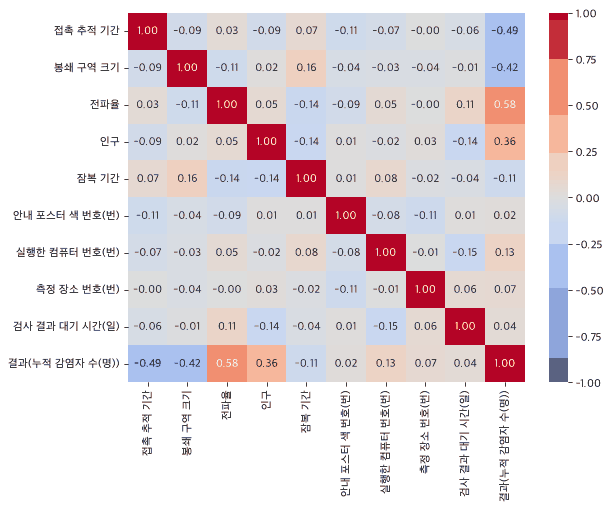 접촉 추적 기간 1.00 -0.09 0.03 -0.09 0.07 -0.11 -0.07 -0.00 -0.06 -0.49
봉쇄 구역 크기 -0.09 1.00 -0.11 0.02 0.16 -0.04 -0.03 -0.04 -0.01 -0.42
전파율 0.03 -0.11 1.00 0.05 -0.14 -0.09 0.05 -0.00 0.11 0.58
인구 -0.09 0.02 0.05 1.00 -0.14 0.01 -0.02 0.03 -0.14 0.36
잠복 기간 0.07 0.16 -0.14 -0.14 1.00 0.01 0.08 -0.02 -0.04 -0.11
안내 포스터 색 번호(번) -0.11 -0.04 -0.09 0.01 0.01 1.00 -0.08 -0.11 0.01 0.02
실행한 컴퓨터 번호(번) -0.07 -0.03 0.05 -0.02 0.08 -0.08 1.00 -0.01 -0.15 0.13
측정 장소 번호(번) -0.00 -0.04 -0.00 0.03 -0.02 -0.11 -0.01 1.00 0.06 0.07
검사 결과 대기 시간(일) -0.06 -0.01 0.11 -0.14 -0.04 0.01 -0.15 0.06 1.00 0.04
결과(누적 감염자 수(명)) -0.49 -0.42 0.58 0.36 -0.11 0.02 0.13 0.07 0.04 1.00
접촉 추적 기간
봉쇄 구역 크기
전파율
인구
잠복 기간
안내 포스터 색 번호(번)
실행한 컴퓨터 번호(번)
측정 장소 번호(번)
검사 결과 대기 시간(일)
결과(누적 감염자 수(명))
1.00
0.75
0.50
0.25
0.00
-0.25
-0.50
-0.75
-1.00